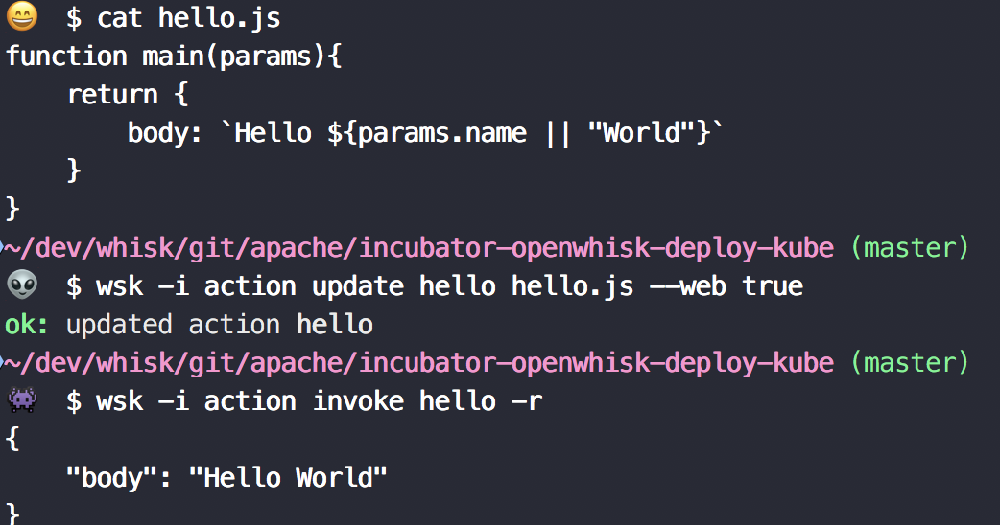 😄 $ cat hello.js
function main(params){
    return {
        body: `Hello ${params.name || "World"}`
    }
}
~/dev/whisk/git/apache/incubator-openwhisk-deploy-kube (master)
👽 $ wsk -i action update hello hello.js --web true
ok: updated action hello
~/dev/whisk/git/apache/incubator-openwhisk-deploy-kube (master)
👾 $ wsk -i action invoke hello -r
{
    "body": "Hello World"
}